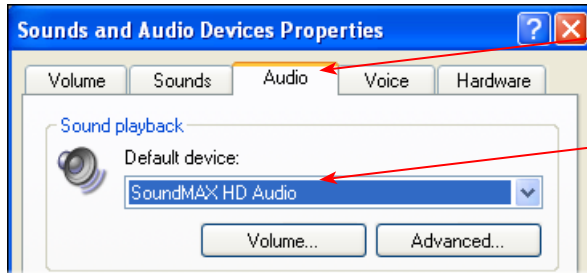 Sounds and Audio Devices Properties
Volume Sounds Audio Voice Hardware
Sound playback
Default device:
SoundMAX HD Audio
Volume... Advanced...